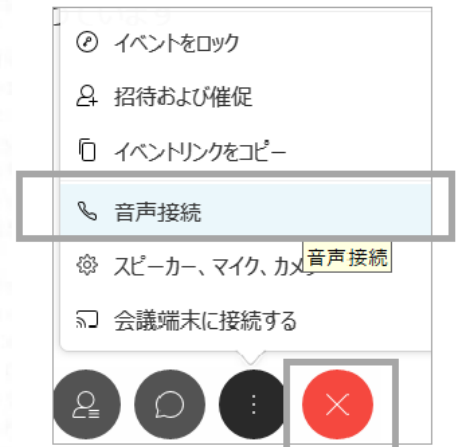 イベントをロック
招待および催促
イベントリンクをコピー
音声接続
スピーカー、マイク、カメ
音声接続
会議端末に接続する